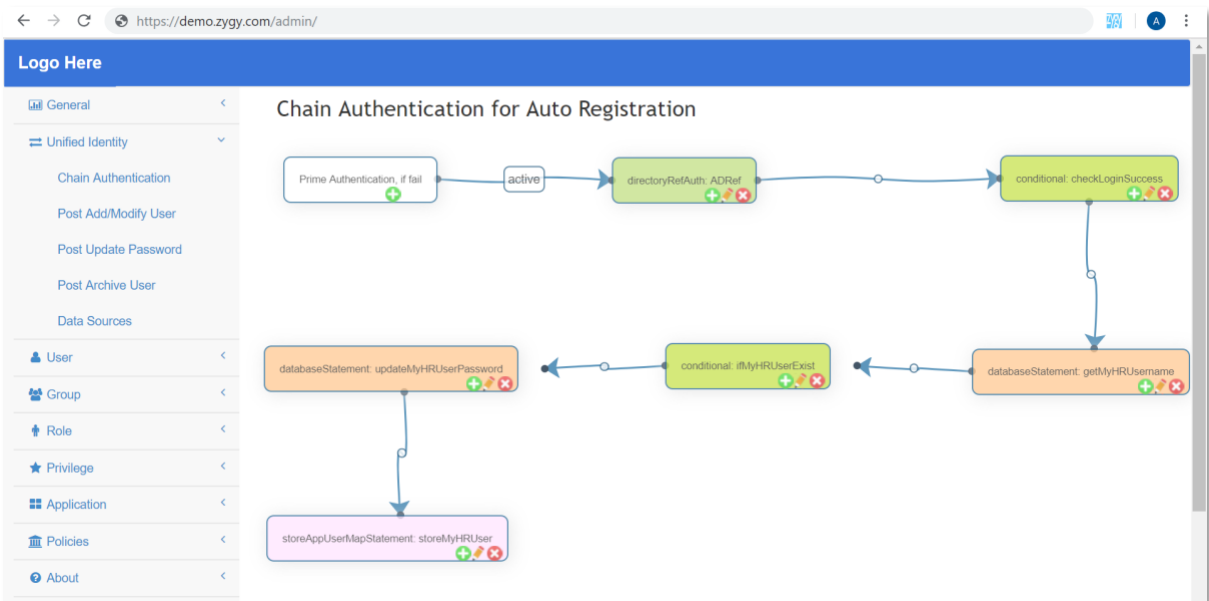 https://demo.zygy.com/admin/
A
Logo Here
General
Unified Identity
Chain Authentication
Post Add/Modify User
Post Update Password
Post Archive User
Data Sources
User
Group
Role
Privilege
Application
Policies
About
Chain Authentication for Auto Registration
Prime Authentication, if fail
active
directoryRefAuth: ADRef
conditional: checkLoginSuccess
databaseStatement: updateMyHRUserPassword
conditional: ifMyHRUserExist
databaseStatement: getMyHRUsername
storeAppUserMapStatement: storeMyHRUser